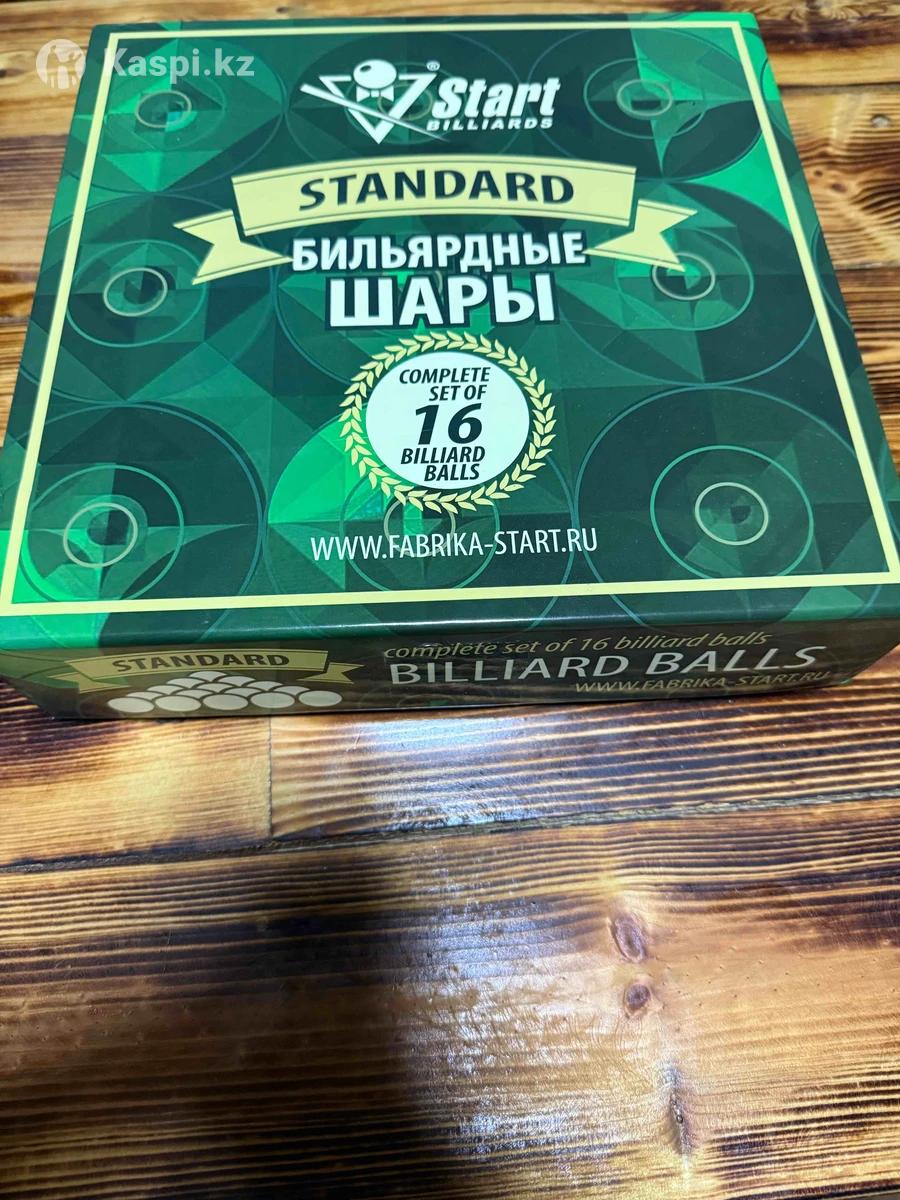 Kaspi.kz
Start®
BILLIARDS
STANDARD
БИЛЬЯРДНЫЕ
ШАРЫ
COMPLETE
SET OF
16
BILLIARD
BALLS
WWW.FABRIKA-START.RU
STANDARD
complete set of 16 billiard balls
BILLIARD BALLS
WWW.FABRIKA-START.RU